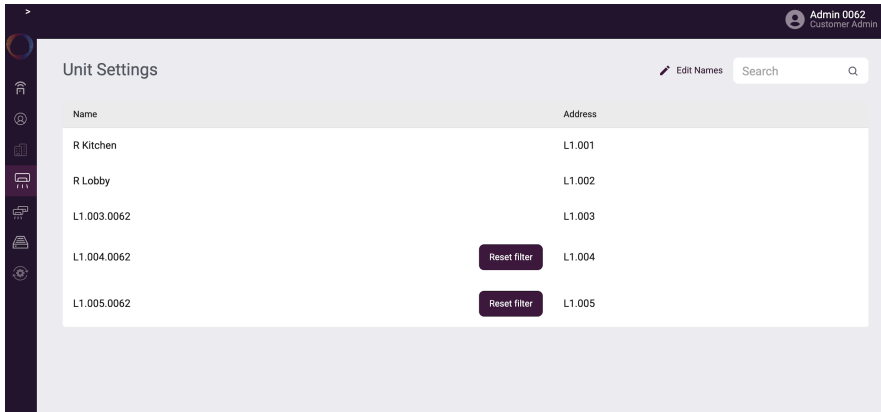 >
Admin 0062
Customer Admin
Unit Settings
Edit Names
Search
Name Address
R Kitchen L1.001
R Lobby L1.002
L1.003.0062 L1.003
L1.004.0062 Reset filter L1.004
L1.005.0062 Reset filter L1.005